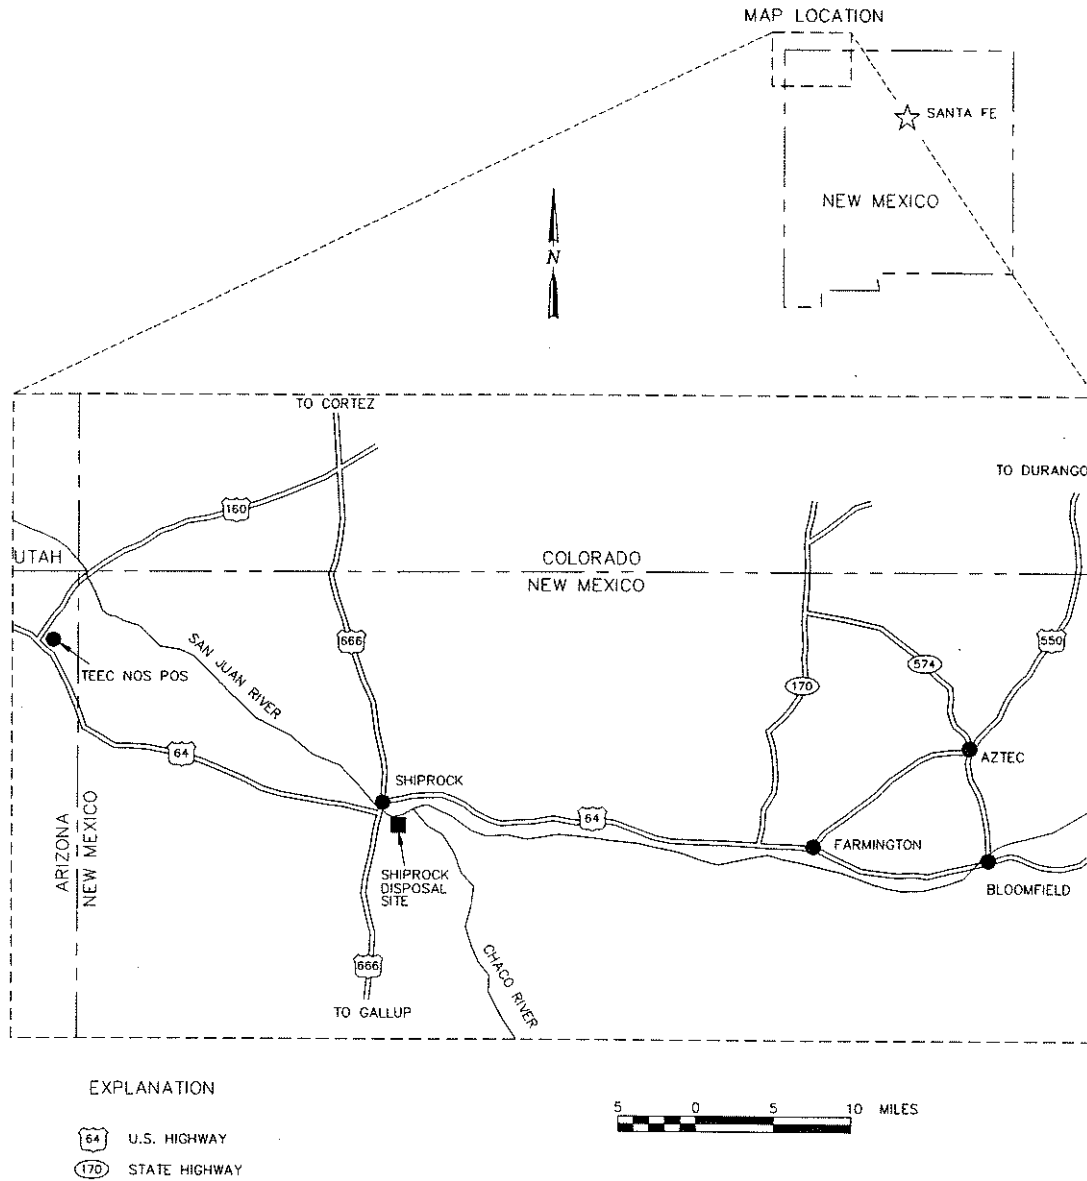 MAP LOCATION
SANTA FE
NEW MEXICO
N
TO CORTEZ
TO DURANGO
160
UTAH
COLORADO
NEW MEXICO
666
SAN JUAN RIVER
550
574
TEEC NOS POS
170
64
AZTEC
SHIPROCK
ARIZONA
NEW MEXICO
64
FARMINGTON
SHIPROCK
DISPOSAL
SITE
BLOOMFIELD
666
CHACO RIVER
TO GALLUP
EXPLANATION
5 0 5 10 MILES
64 U.S. HIGHWAY
170 STATE HIGHWAY